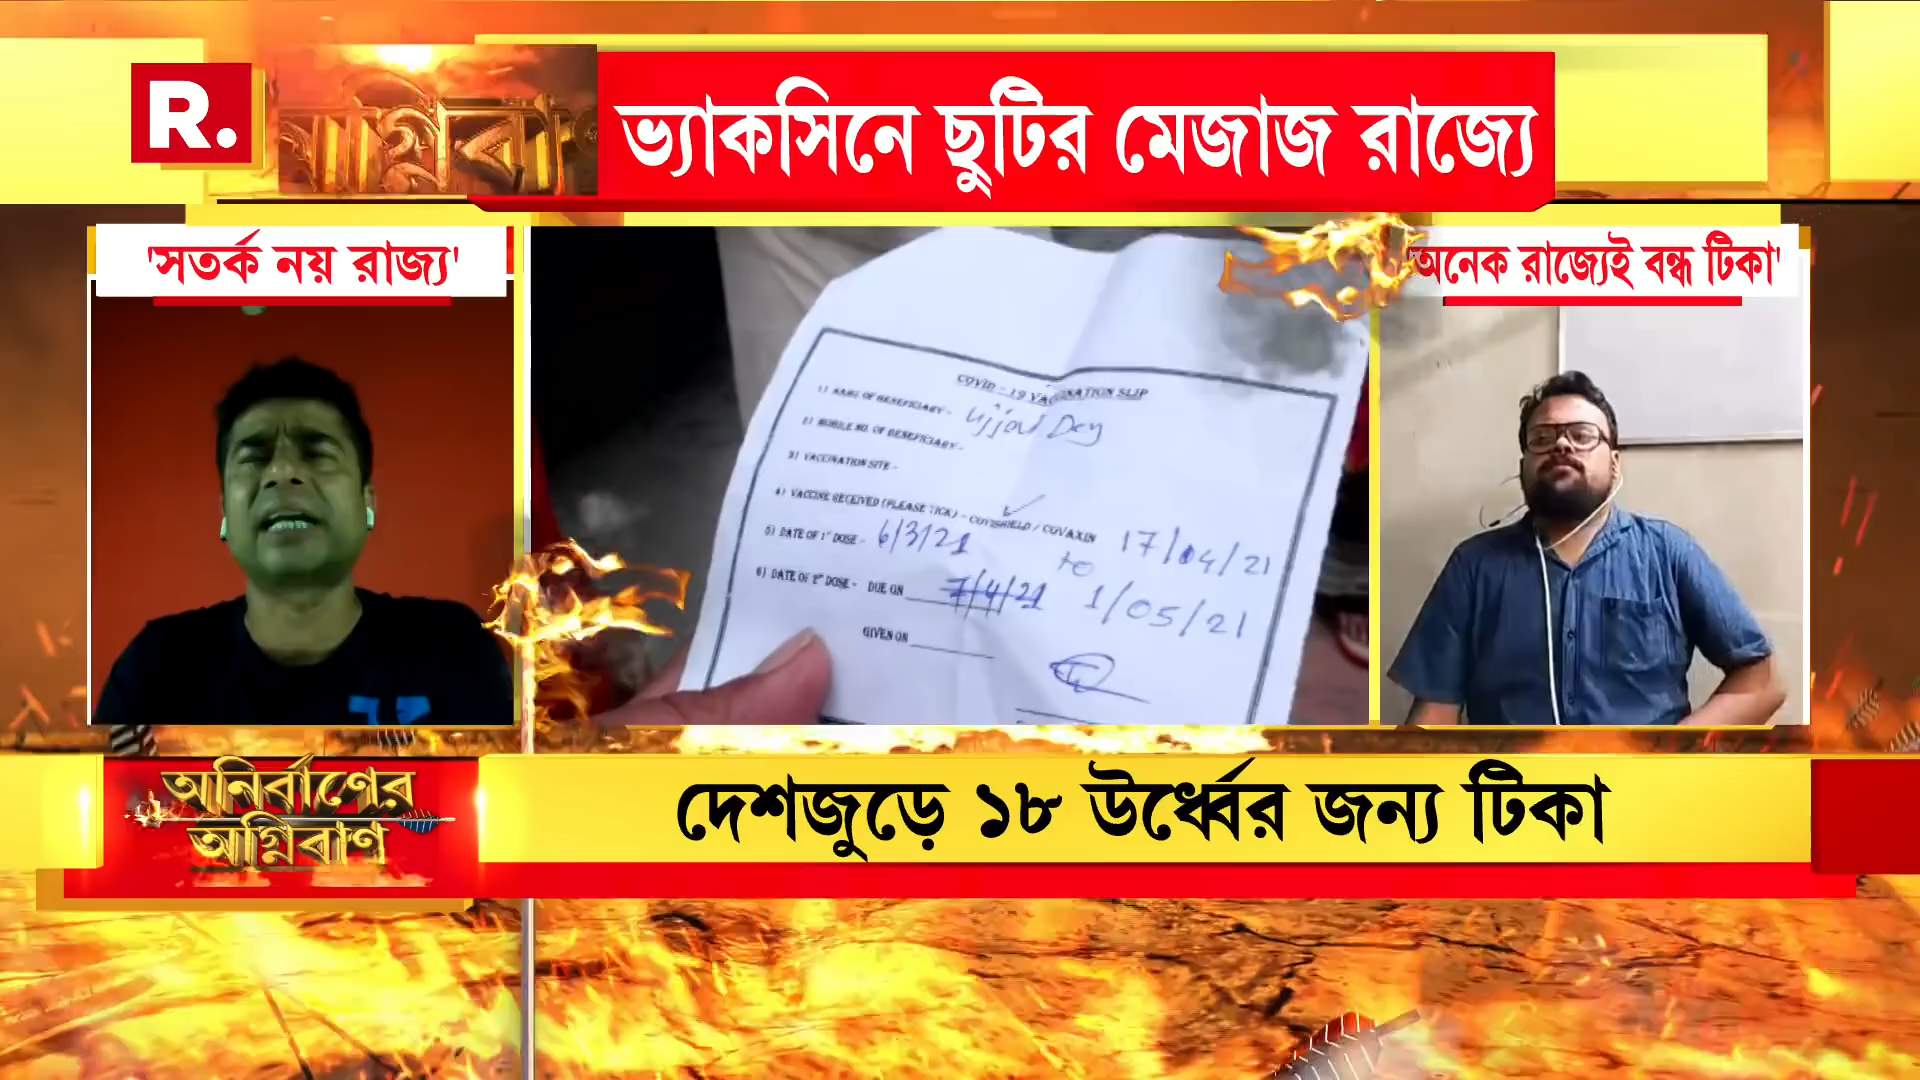 R.
ভ্যাকসিনে ছুটির মেজাজ রাজ্যে
'সতর্ক নয় রাজ্য'
'অনেক রাজ্যেই বন্ধ টিকা'
COVID - 19 VACCINATION SLIP
1) NAME OF BENEFICIARY - Ujjal Dey
2) MOBILE NO. OF BENEFICIARY -
3) VACCINATION SITE -
4) VACCINE RECEIVED (PLEASE TICK) - COVISHIELD / COVAXIN
5) DATE OF 1st DOSE - 6/3/21
17/04/21
to
6) DATE OF 2nd DOSE - DUE ON 7/4/21
1/05/21
GIVEN ON
অনির্বাণের
অগ্নিবাণ
দেশজুড়ে ১৮ উর্ধ্বের জন্য টিকা